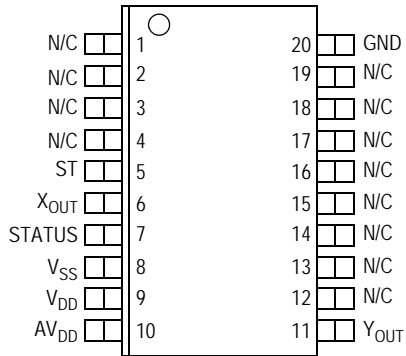 N/C 1 20 GND
N/C 2 19 N/C
N/C 3 18 N/C
N/C 4 17 N/C
ST 5 16 N/C
XOUT 6 15 N/C
STATUS 7 14 N/C
VSS 8 13 N/C
VDD 9 12 N/C
AVDD 10 11 YOUT